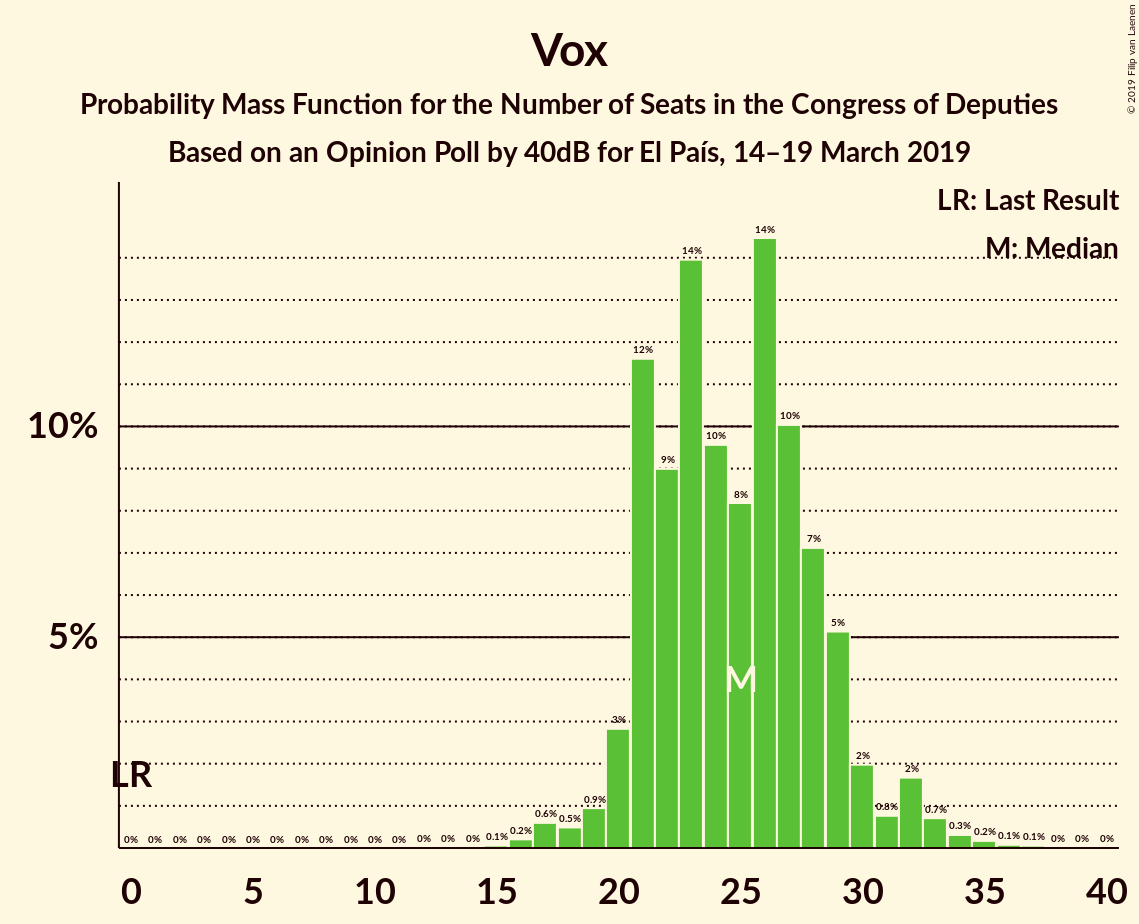 © 2019 Filip van Laenen
Vox
Probability Mass Function for the Number of Seats in the Congress of Deputies
Based on an Opinion Poll by 40dB for El País, 14–19 March 2019
LR: Last Result
M: Median
10%
5%
0% 0% 0% 0% 0% 0% 0% 0% 0% 0% 0% 0% 0% 0% 0% 0.1% 0.2% 0.6% 0.5% 0.9% 3% 12% 9% 14% 10% 8% 14% 10% 7% 5% 2% 0.8% 2% 0.7% 0.3% 0.2% 0.1% 0.1% 0% 0% 0%
M
LR
0 5 10 15 20 25 30 35 40